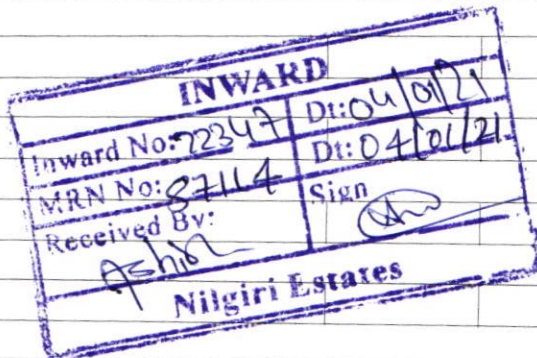 INWARD
Inward No: 22347 Dt: 04/01/21
MRN No: 87114 Dt: 04/01/21
Received By: Sign
Ashish
Nilgiri Estates